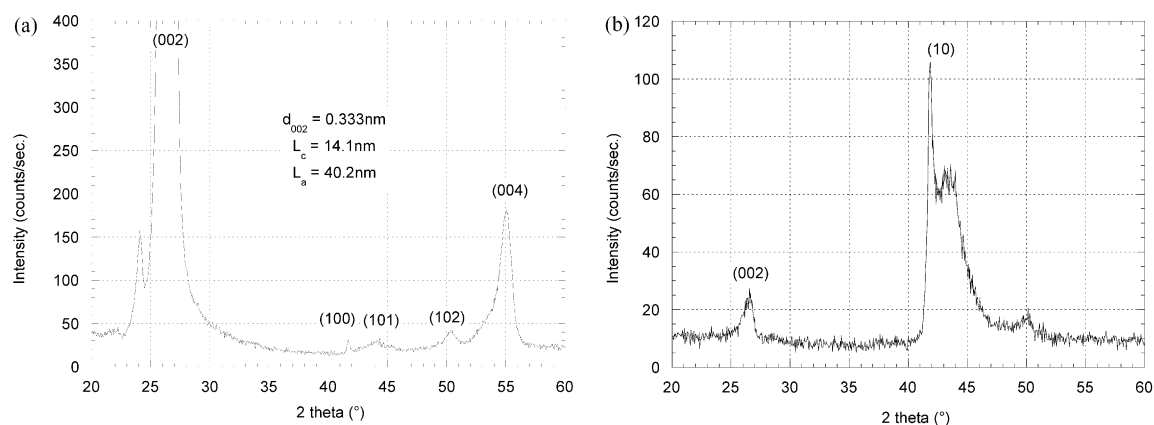 (a)
400
350
300
250
200
150
100
50
0
Intensity (counts/sec.)
(002)
d002 = 0.333nm
Lc = 14.1nm
La = 40.2nm
(100)
(101)
(102)
(004)
20 25 30 35 40 45 50 55 60
2 theta (°)
(b)
120
100
80
60
40
20
0
Intensity (counts/sec.)
(002)
(10)
20 25 30 35 40 45 50 55 60
2 theta (°)